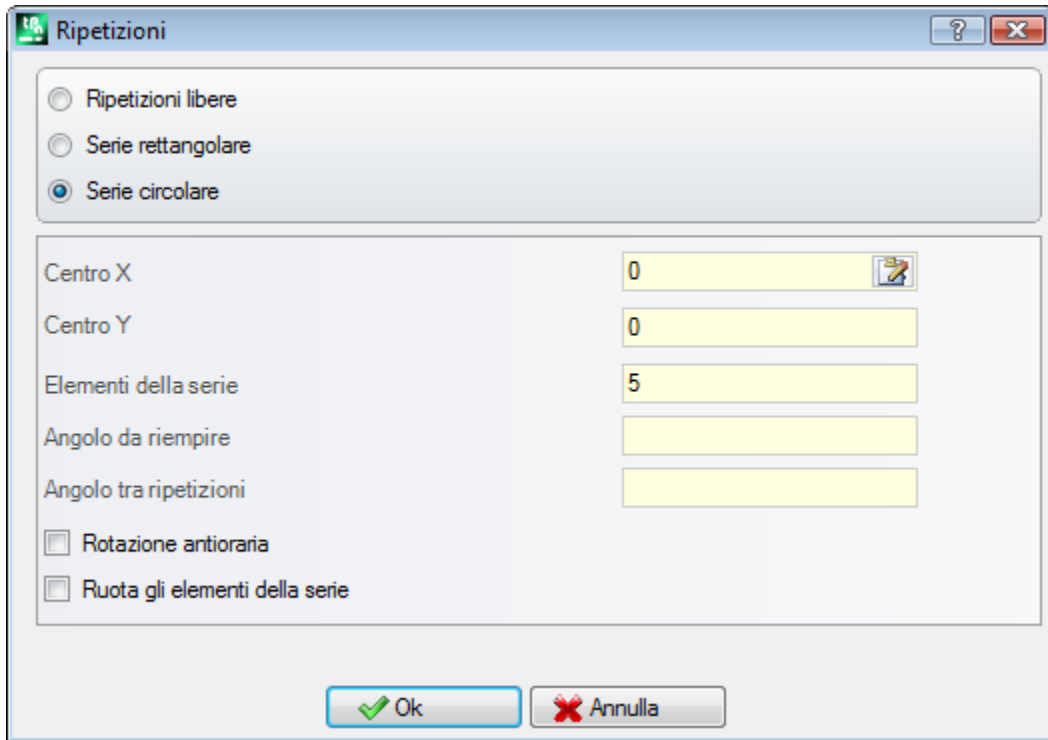 Ripetizioni
Ripetizioni libere
Serie rettangolare
Serie circolare
Centro X 0
Centro Y 0
Elementi della serie 5
Angolo da riempire
Angolo tra ripetizioni
Rotazione antioraria
Ruota gli elementi della serie
Ok Annulla